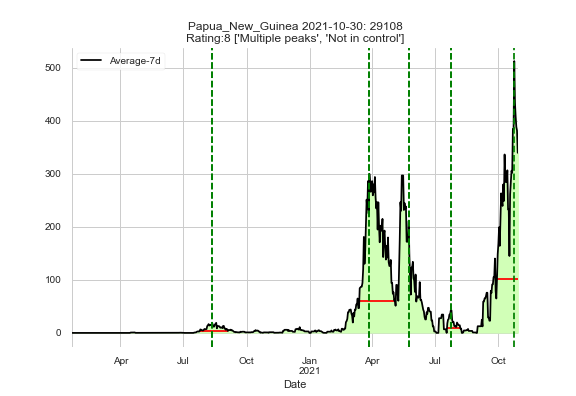 Papua_New_Guinea 2021-10-30: 29108
Rating:8 ['Multiple peaks', 'Not in control']
Average-7d
500
400
300
200
100
0
Apr
Jul
Oct
Jan
2021
Apr
Jul
Oct
Date